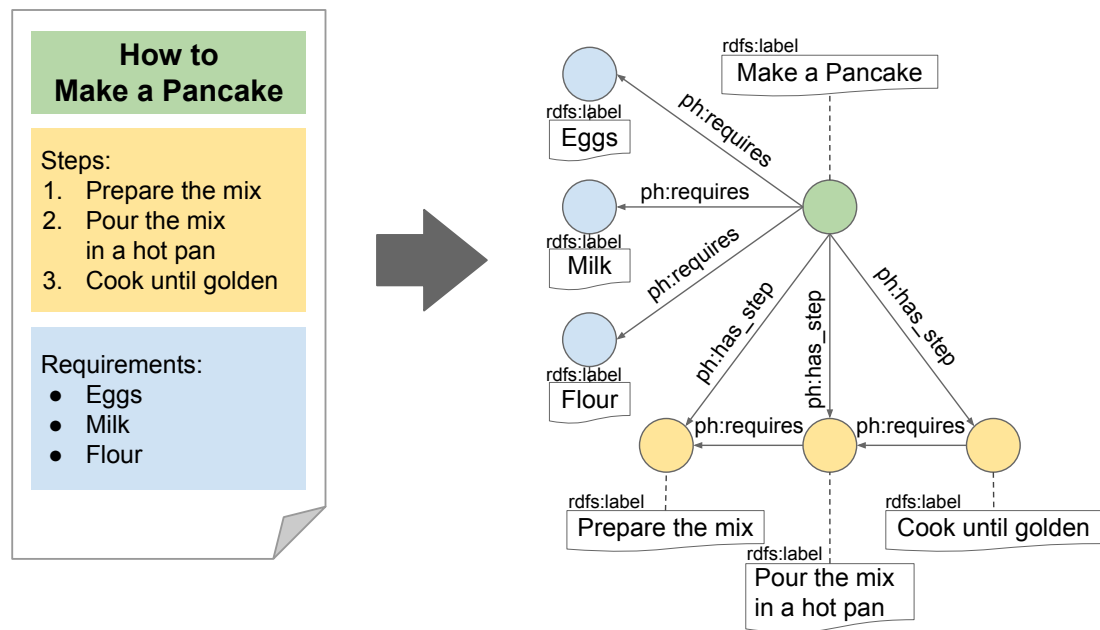 How to
Make a Pancake
Steps:
1. Prepare the mix
2. Pour the mix
in a hot pan
3. Cook until golden
Requirements:
● Eggs
● Milk
● Flour
rdfs:label
Make a Pancake
rdfs:label
Eggs
ph:requires
rdfs:label
Milk
ph:requires
rdfs:label
Flour
ph:requires
ph:has_step
ph:has_step
ph:has_step
ph:requires
ph:requires
rdfs:label
Prepare the mix
rdfs:label
Pour the mix
in a hot pan
rdfs:label
Cook until golden